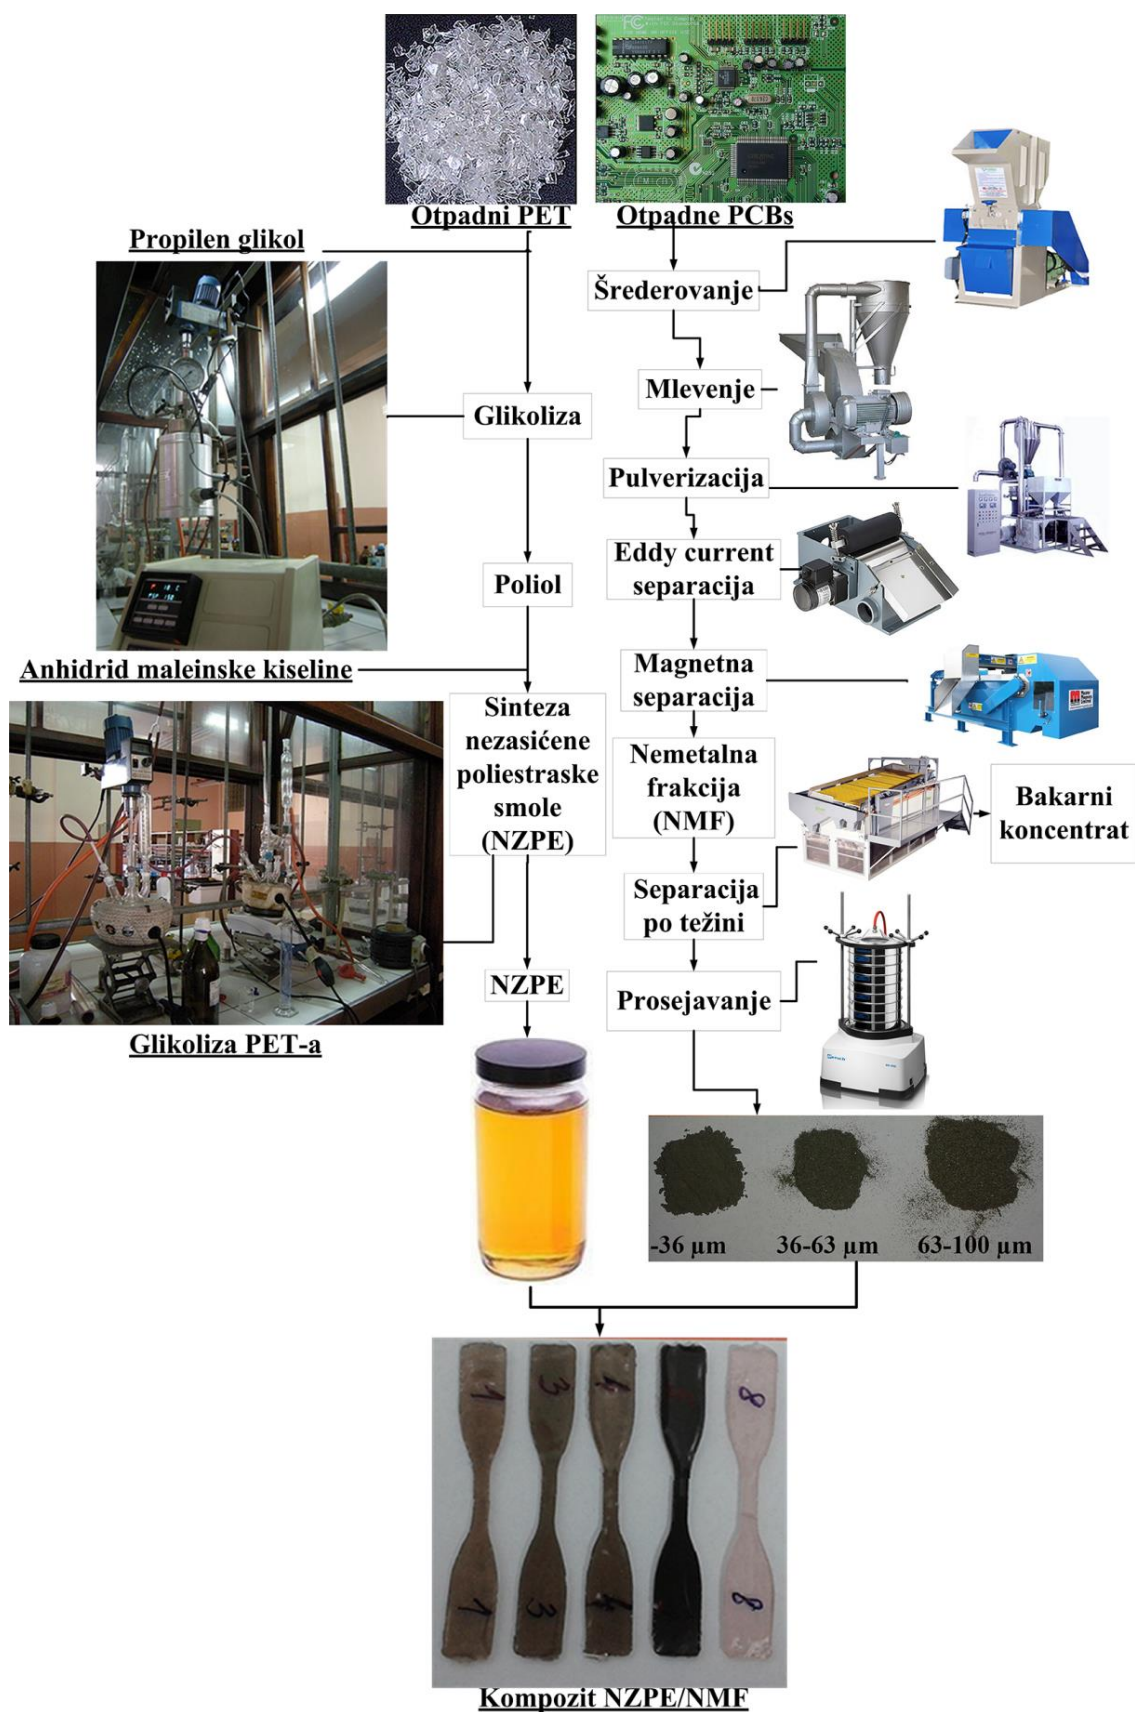 Otpadni PET
Otpadne PCBs
Propilen glikol
Šrederovanje
Mlevenje
Glikoliza
Pulverizacija
Eddy current
separacija
Poliol
Anhidrid maleinske kiseline
Magnetna
separacija
Sinteza
nezasićene
poliestraske
smole
(NZPE)
Nemetalna
frakcija
(NMF)
Bakarni
koncentrat
Separacija
po težini
NZPE
Prosejavanje
Glikoliza PET-a
-36 µm
36-63 µm
63-100 µm
1
3
4
8
1
3
4
8
Kompozit NZPE/NMF